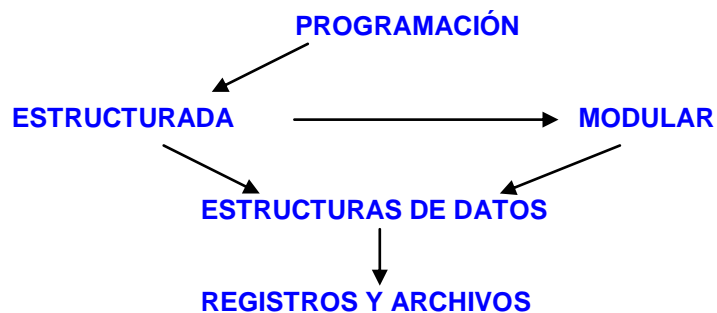 PROGRAMACIÓN
ESTRUCTURADA
MODULAR
ESTRUCTURAS DE DATOS
REGISTROS Y ARCHIVOS